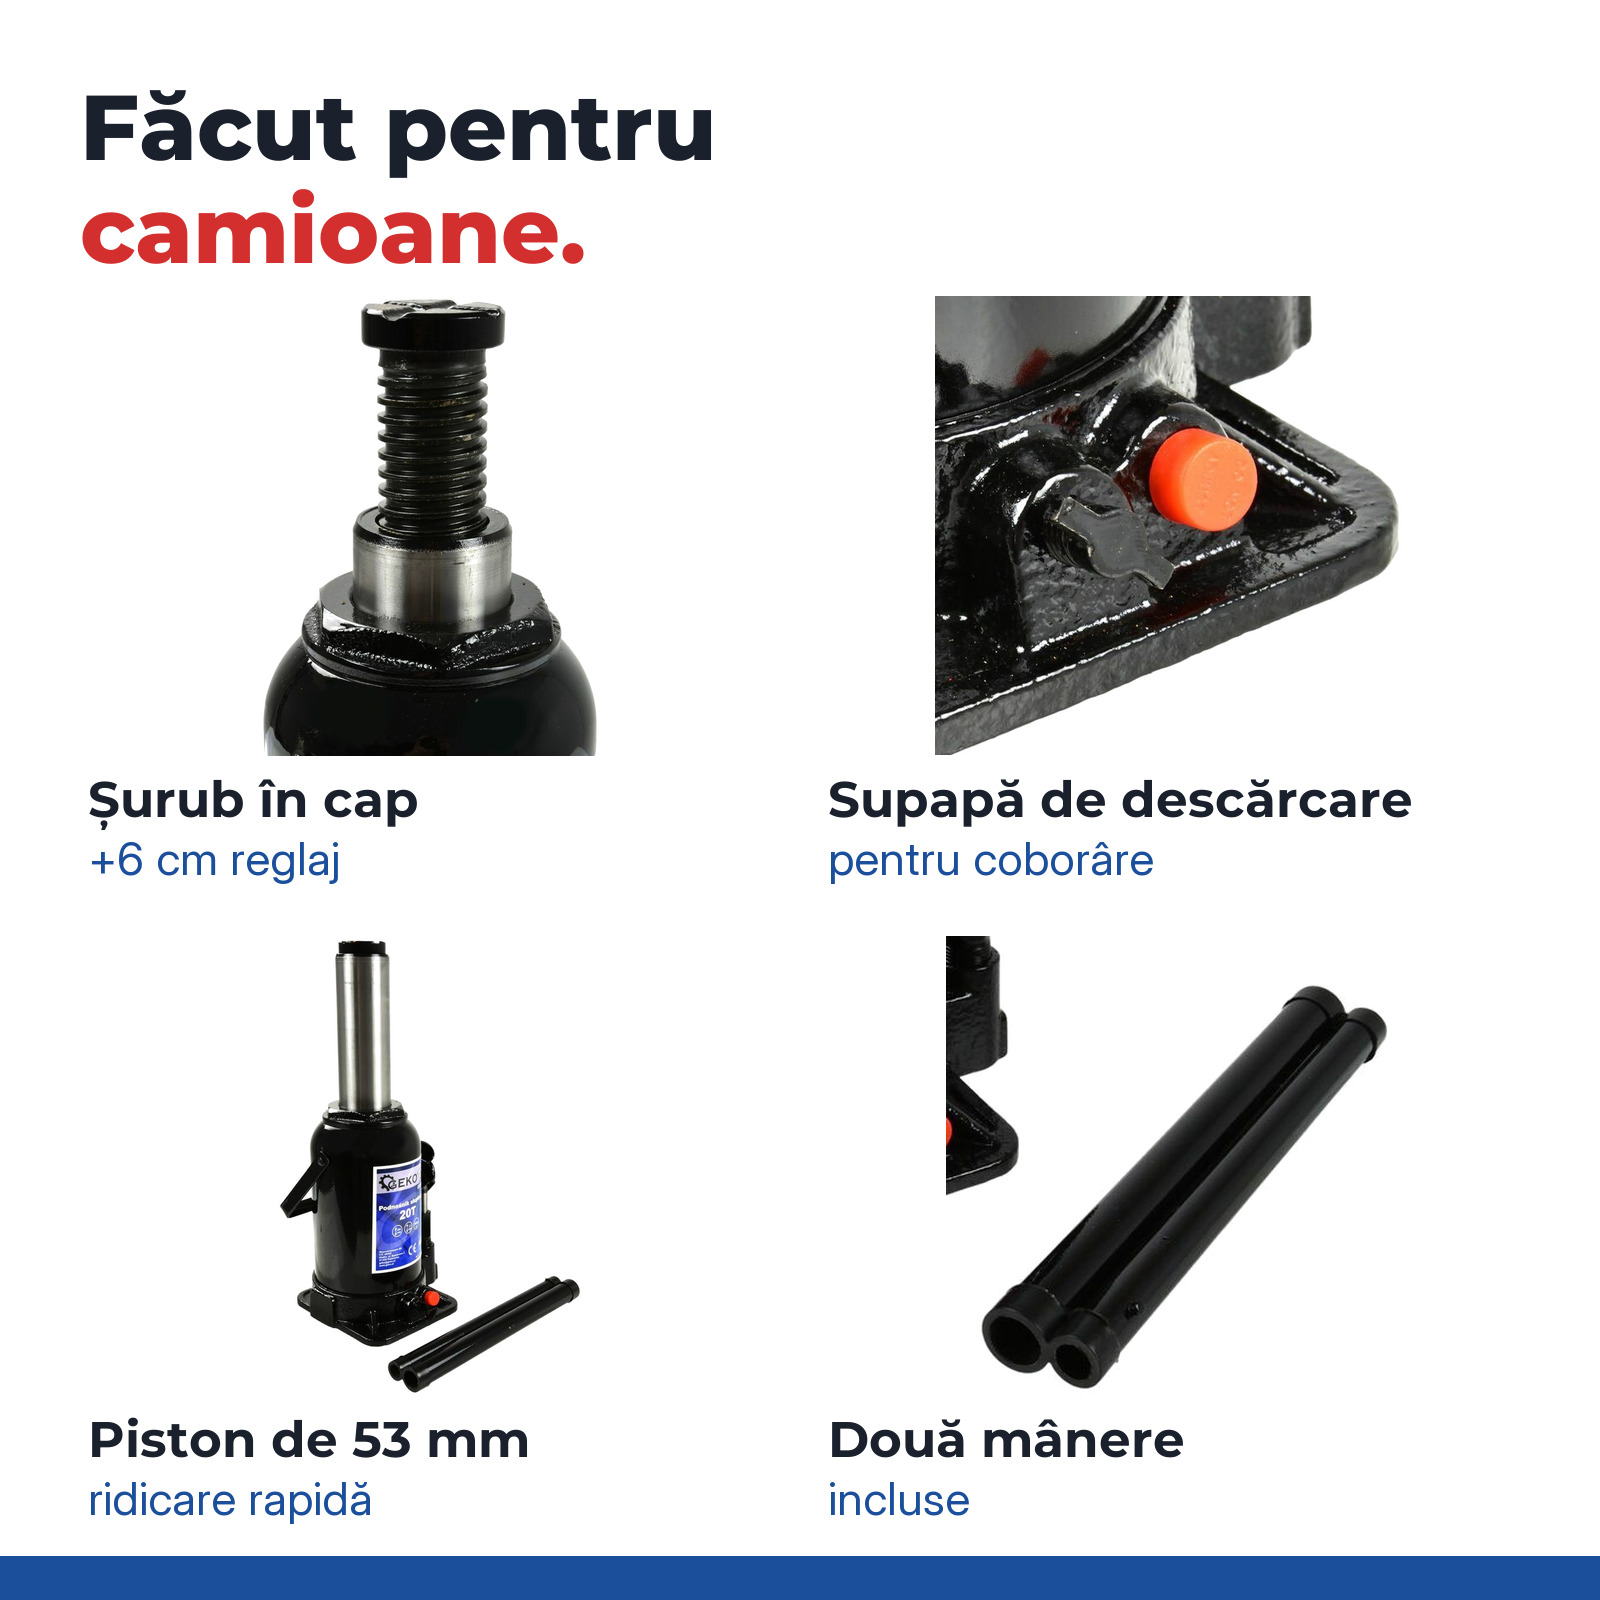 Făcut pentru
camioane.
Șurub în cap
+6 cm reglaj
Supapă de descărcare
pentru coborâre
GEKO
20T
CE
Piston de 53 mm
ridicare rapidă
Două mânere
incluse